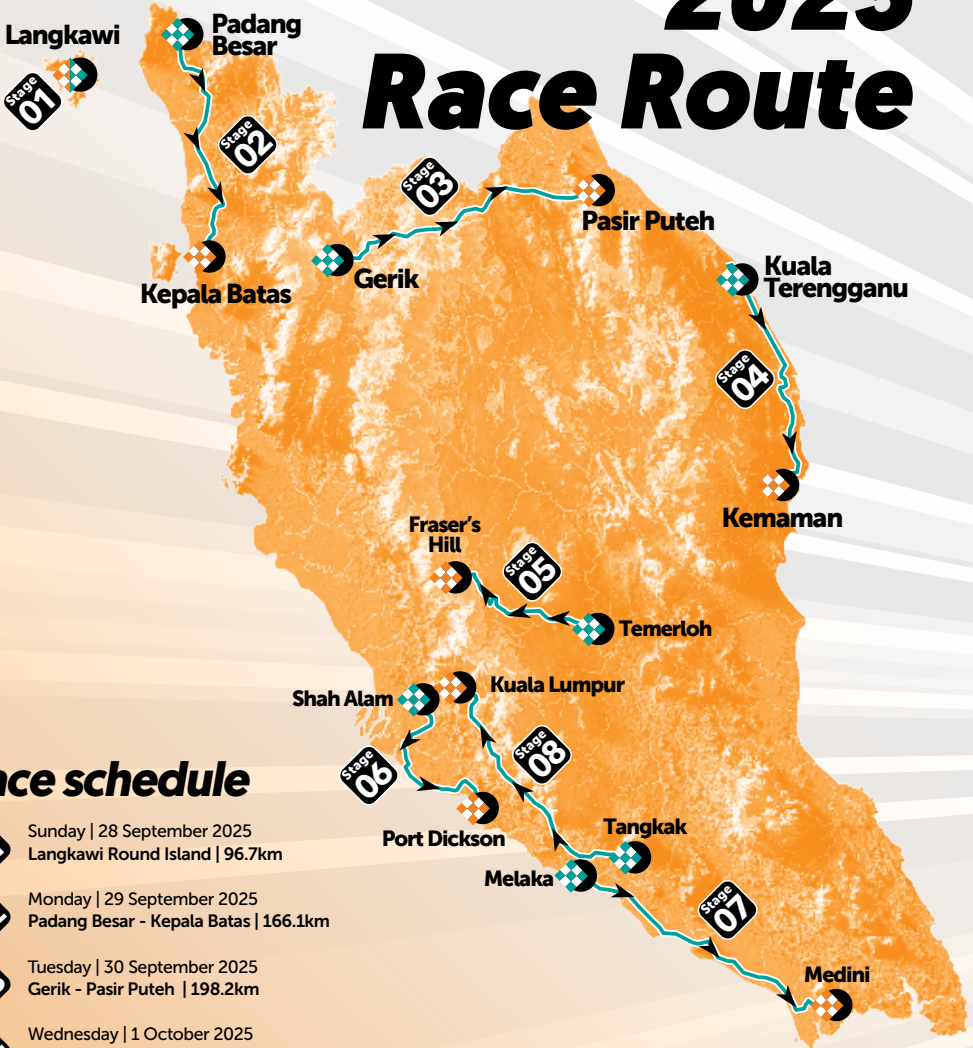 2025
Race Route
Langkawi
Stage
01
Padang
Besar
Stage
02
Stage
03
Pasir Puteh
Gerik
Kepala Batas
Kuala
Terengganu
Stage
04
Kemaman
Fraser's
Hill
Stage
05
Temerloh
Shah Alam
Kuala Lumpur
Stage
06
Stage
08
Port Dickson
Tangkak
Melaka
Stage
07
Medini
ce schedule
Sunday | 28 September 2025
Langkawi Round Island | 96.7km
Monday | 29 September 2025
Padang Besar - Kepala Batas | 166.1km
Tuesday | 30 September 2025
Gerik - Pasir Puteh | 198.2km
Wednesday | 1 October 2025